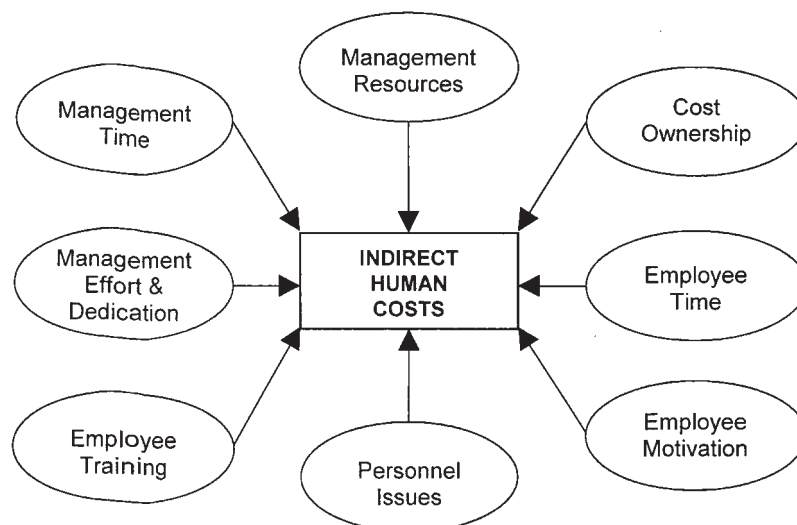 Management
Resources
Management
Time
Cost
Ownership
Management
Effort &
Dedication
INDIRECT
HUMAN
COSTS
Employee
Time
Employee
Training
Personnel
Issues
Employee
Motivation